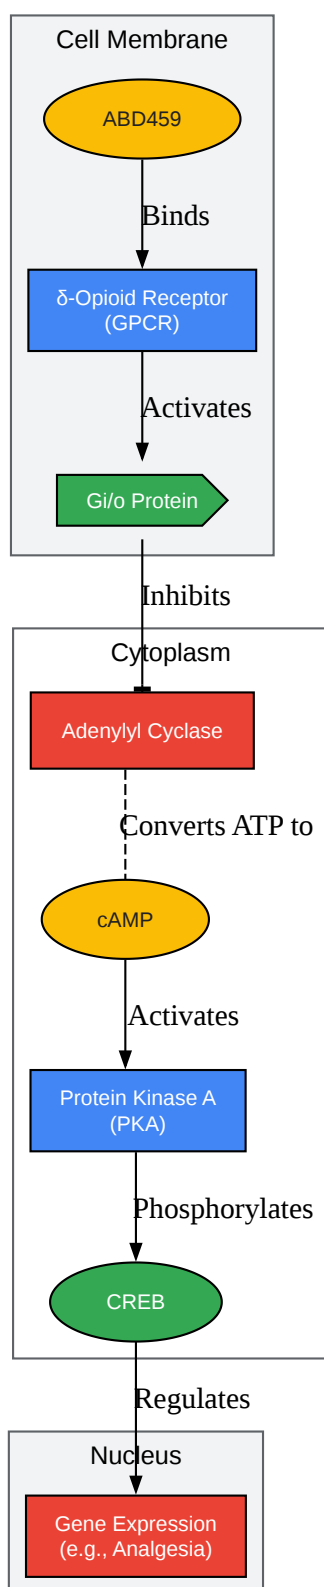 Cell Membrane
ABD459
Binds
δ-Opioid Receptor
(GPCR)
Activates
Gi/o Protein
Inhibits
Cytoplasm
Adenylyl Cyclase
Converts ATP to
cAMP
Activates
Protein Kinase A
(PKA)
Phosphorylates
CREB
Regulates
Nucleus
Gene Expression
(e.g., Analgesia)